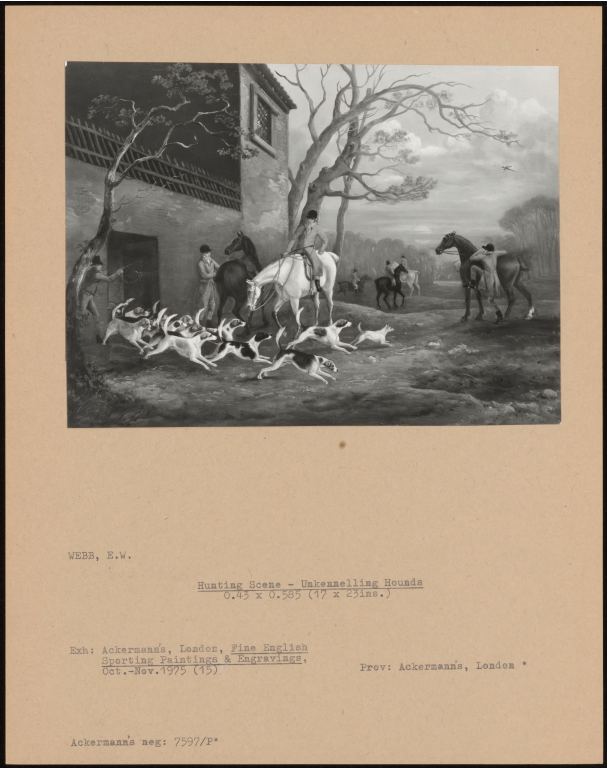 WEBB, E.W.
Hunting Scene - Unkennelling Hounds
0.43 x 0.585 (17 x 23ins.)
Exh: Ackermann's, London, Fine English
Sporting Paintings & Engravings,
Oct.-Nov.1975 (15)
Prov: Ackermann's, London *
Ackermann's neg: 7597/P*